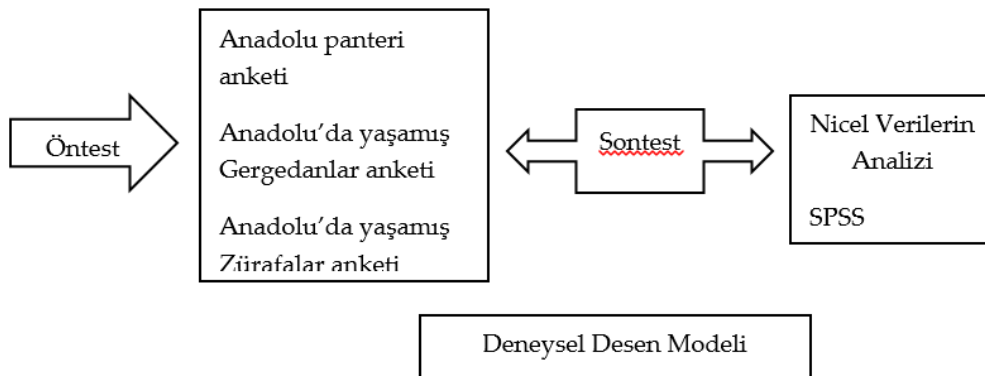 Öntest
Anadolu panteri
anketi
Anadolu’da yaşamış
Gergedanlar anketi
Anadolu’da yaşamış
Zürafalar anketi
Sontest
Nicel Verilerin
Analizi
SPSS
Deneysel Desen Modeli